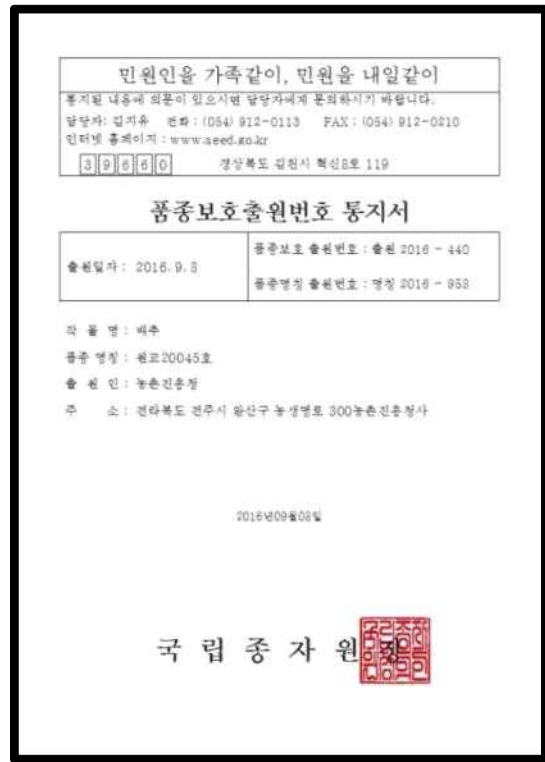 민원인을 가족같이, 민원을 내일같이
통지된 내용에 의문이 있으시면 담당자에게 문의하시기 바랍니다.
담당자: 김지유 전화 : (054) 912-0113 FAX : (054) 912-0210
인터넷 홈페이지 : www.seed.go.kr
39660 경상북도 김천시 혁신8로 119
품종보호출원번호 통지서
출원일자 : 2016. 9. 8
품종보호 출원번호 : 출원 2016 - 440
품종명칭 출원번호 : 명칭 2016 - 953
작 물 명 : 배추
품종 명칭 : 원교20045호
출 원 인 : 농촌진흥청
주 소 : 전라북도 전주시 완산구 농생명로 300농촌진흥청사
2016년09월08일
국 립 종 자 원 장